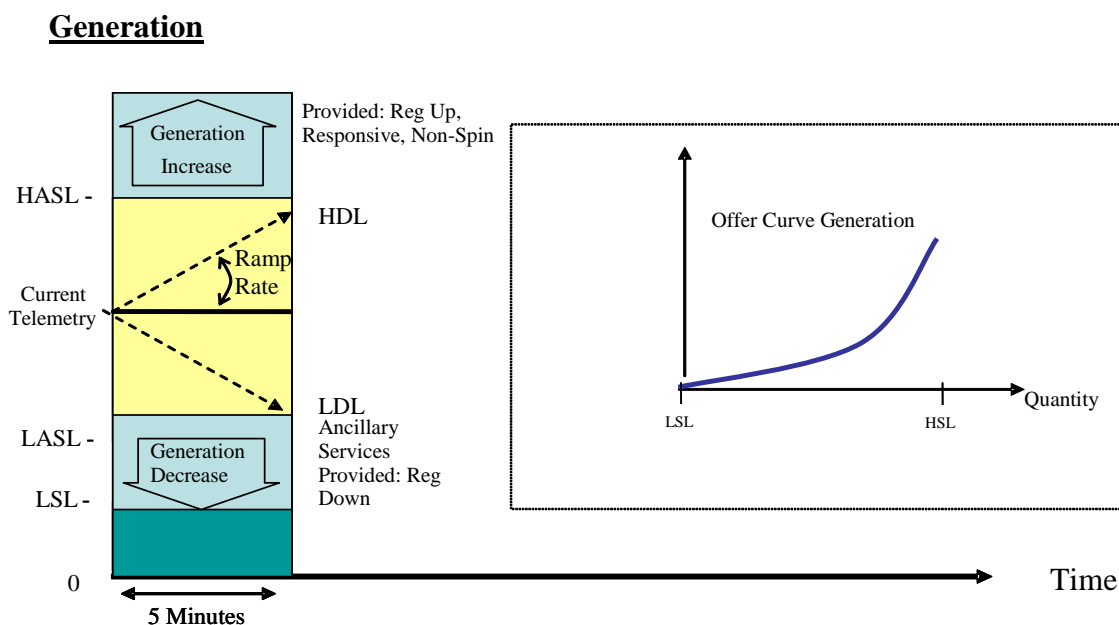 Generation
Provided: Reg Up,
Responsive, Non-Spin
Generation
Increase
HASL -
HDL
Ramp
Rate
Current
Telemetry
LDL
Ancillary
Services
Provided: Reg
Down
LASL -
Generation
Decrease
LSL -
0
5 Minutes
Time
Offer Curve Generation
Quantity
LSL
HSL